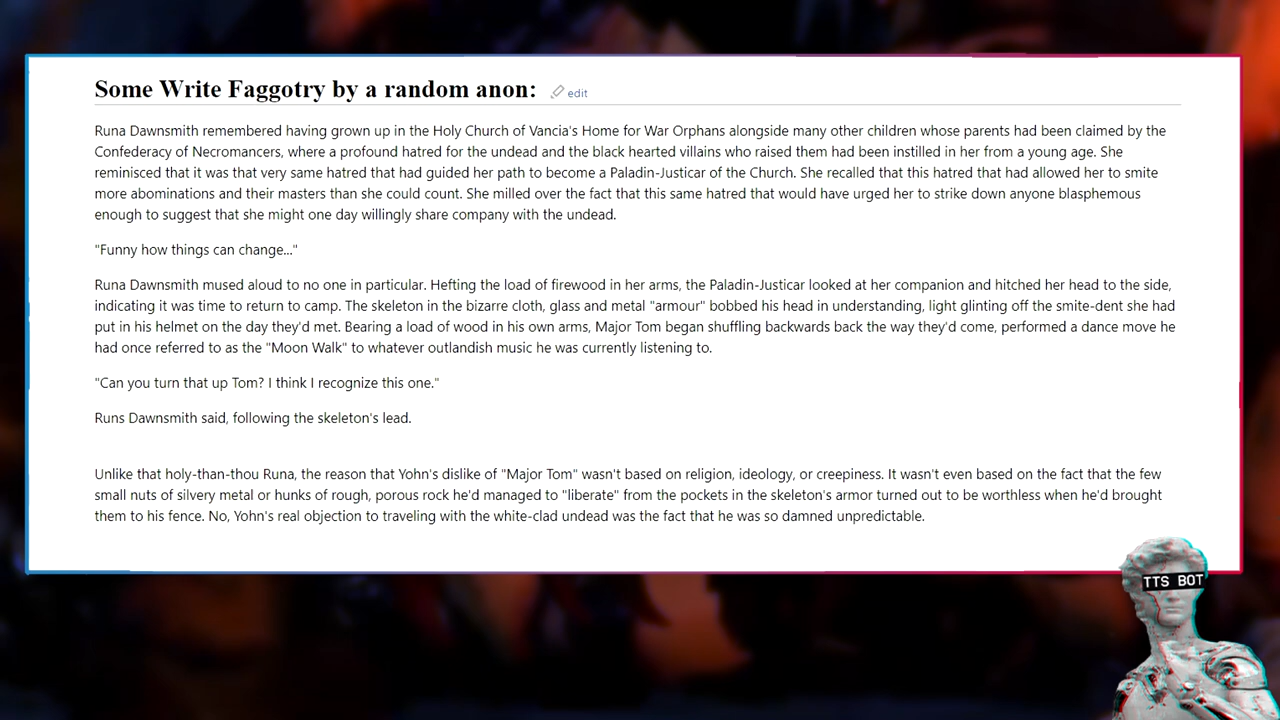 Some Write Faggotry by a random anon: edit
Runa Dawnsmith remembered having grown up in the Holy Church of Vancia's Home for War Orphans alongside many other children whose parents had been claimed by the
Confederacy of Necromancers, where a profound hatred for the undead and the black hearted villains who raised them had been instilled in her from a young age. She
reminisced that it was that very same hatred that had guided her path to become a Paladin-Justicar of the Church. She recalled that this hatred that had allowed her to smite
more abominations and their masters than she could count. She milled over the fact that this same hatred that would have urged her to strike down anyone blasphemous
enough to suggest that she might one day willingly share company with the undead.
"Funny how things can change..."
Runa Dawnsmith mused aloud to no one in particular. Hefting the load of firewood in her arms, the Paladin-Justicar looked at her companion and hitched her head to the side,
indicating it was time to return to camp. The skeleton in the bizarre cloth, glass and metal "armour" bobbed his head in understanding, light glinting off the smite-dent she had
put in his helmet on the day they'd met. Bearing a load of wood in his own arms, Major Tom began shuffling backwards back the way they'd come, performed a dance move he
had once referred to as the "Moon Walk" to whatever outlandish music he was currently listening to.
"Can you turn that up Tom? I think I recognize this one."
Runs Dawnsmith said, following the skeleton's lead.
Unlike that holy-than-thou Runa, the reason that Yohn's dislike of "Major Tom" wasn't based on religion, ideology, or creepiness. It wasn't even based on the fact that the few
small nuts of silvery metal or hunks of rough, porous rock he'd managed to "liberate" from the pockets in the skeleton's armor turned out to be worthless when he'd brought
them to his fence. No, Yohn's real objection to traveling with the white-clad undead was the fact that he was so damned unpredictable.
TTS BOT